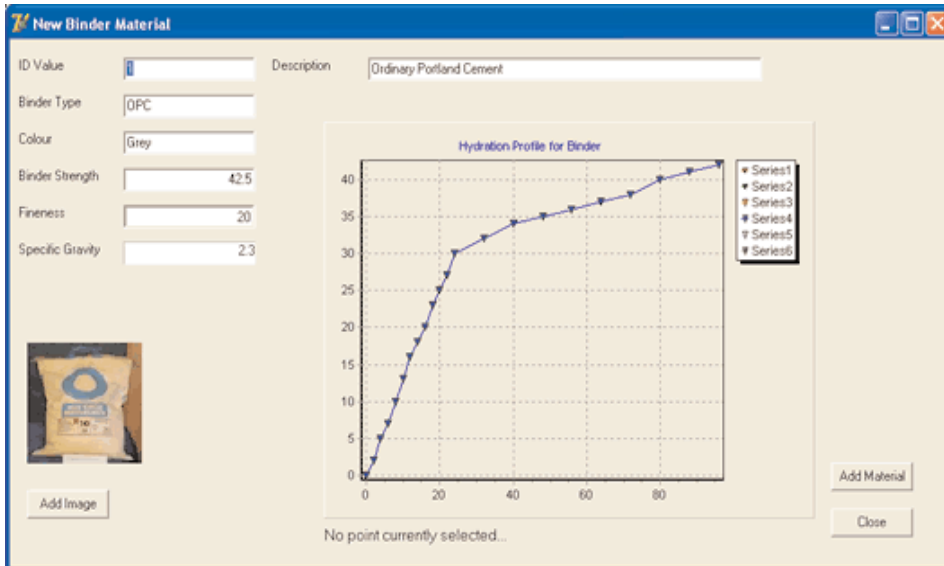 New Binder Material
ID Value
1
Description
Ordinary Portland Cement
Binder Type
OPC
Colour
Grey
Binder Strength
42.5
Fineness
20
Specific Gravity
2.3
Hydration Profile for Binder
40
35
30
25
20
15
10
5
0
0
20
40
60
80
Series1
Series2
Series3
Series4
Series5
Series6
Add Image
No point currently selected...
Add Material
Close